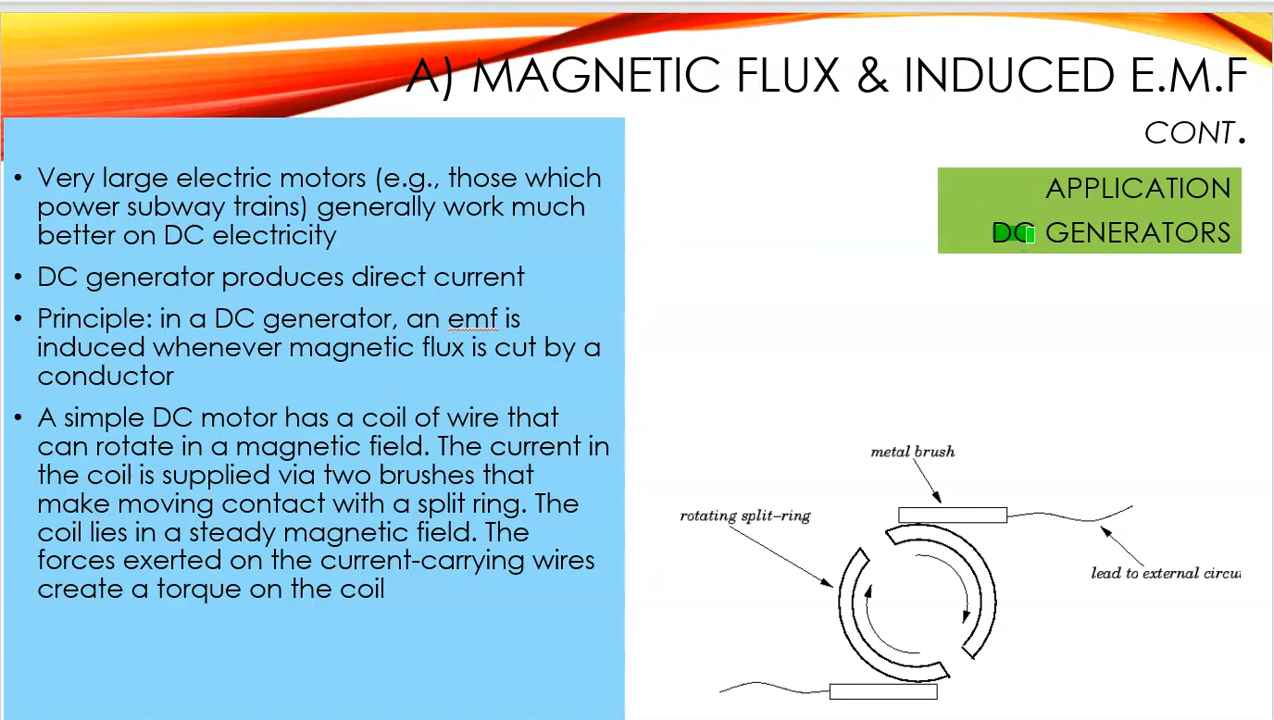 A) MAGNETIC FLUX & INDUCED E.M.F
CONT.
• Very large electric motors (e.g., those which
power subway trains) generally work much
better on DC electricity
• DC generator produces direct current
• Principle: in a DC generator, an emf is
induced whenever magnetic flux is cut by a
conductor
• A simple DC motor has a coil of wire that
can rotate in a magnetic field. The current in
the coil is supplied via two brushes that
make moving contact with a split ring. The
coil lies in a steady magnetic field. The
forces exerted on the current-carrying wires
create a torque on the coil
APPLICATION
DC GENERATORS
metal brush
rotating split-ring
lead to external circu